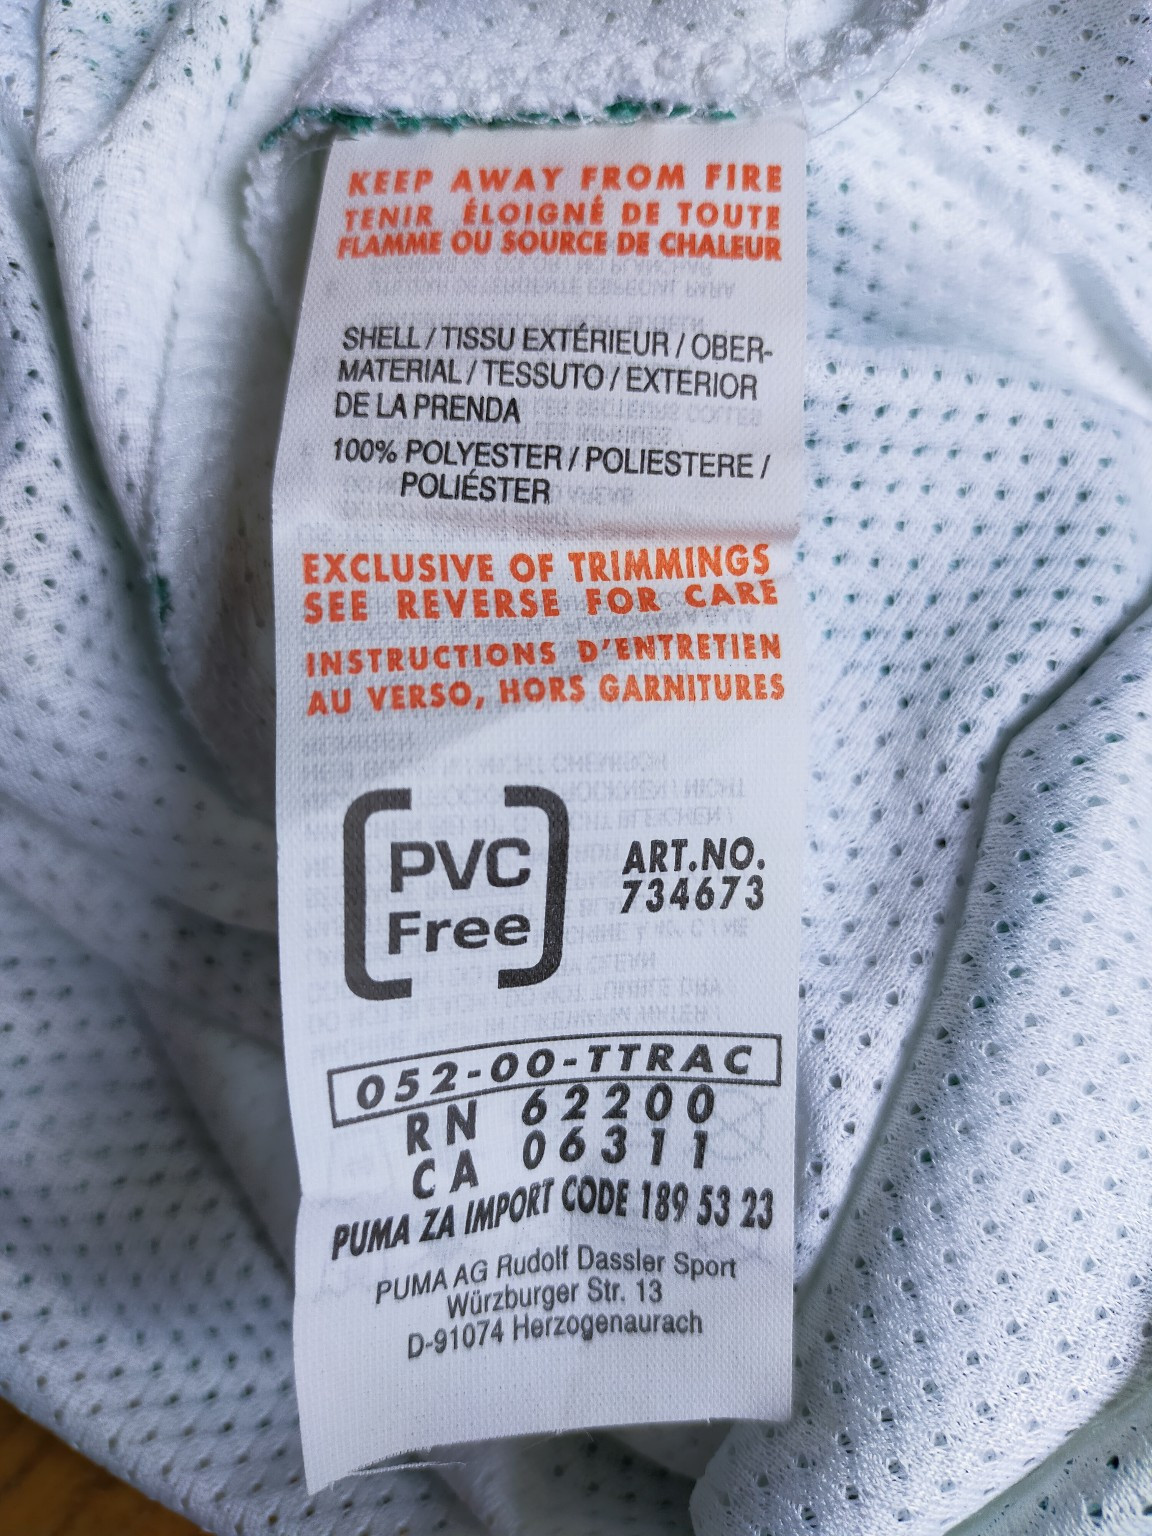 KEEP AWAY FROM FIRE
TENIR ÉLOIGNÉ DE TOUTE
FLAMME OU SOURCE DE CHALEUR
SHELL / TISSU EXTÉRIEUR / OBER-
MATERIAL / TESSUTO / EXTERIOR
DE LA PRENDA
100% POLYESTER / POLIESTERE /
POLIÉSTER
EXCLUSIVE OF TRIMMINGS
SEE REVERSE FOR CARE
INSTRUCTIONS D'ENTRETIEN
AU VERSO, HORS GARNITURES
PVC
Free
ART.NO.
734673
052-00-TTRAC
RN 62200
CA 06311
PUMA ZA IMPORT CODE 189 53 23
PUMA AG Rudolf Dassler Sport
Würzburger Str. 13
D-91074 Herzogenaurach